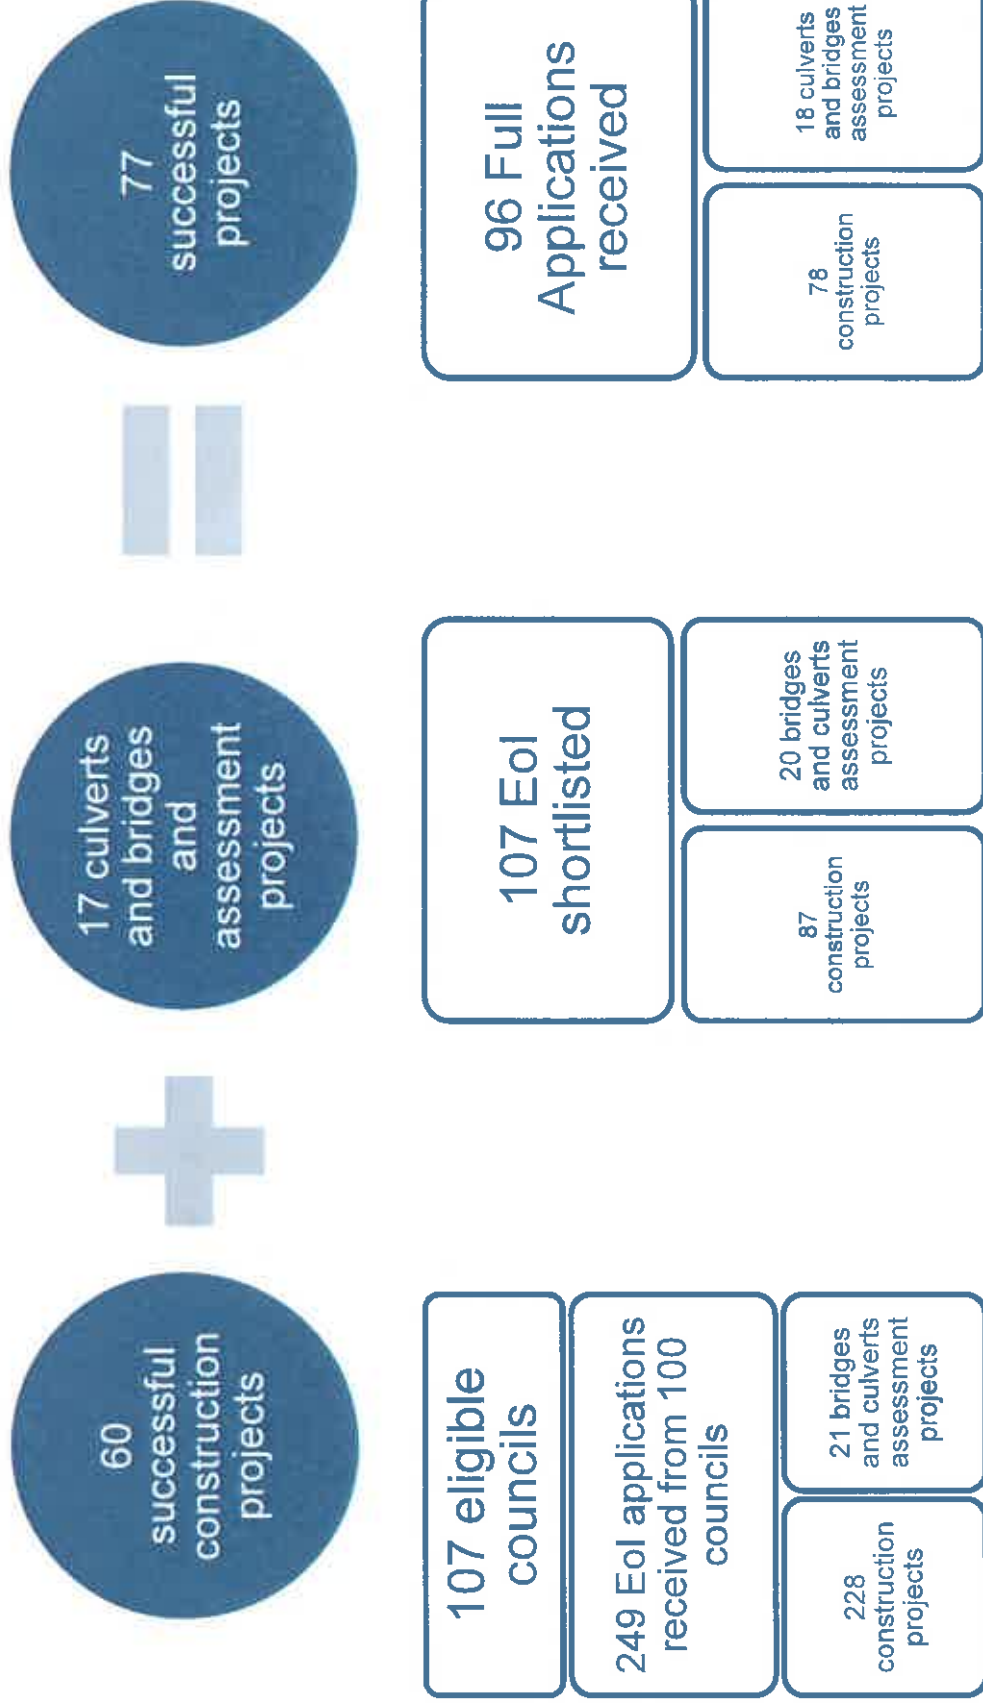 60
successful
construction
projects
17 culverts
and bridges
and
assessment
projects
77
successful
projects
107 eligible
councils
249 EoI applications
received from 100
councils
228
construction
projects
21 bridges
and culverts
assessment
projects
107 EoI
shortlisted
87
construction
projects
20 bridges
and culverts
assessment
projects
96 Full
Applications
received
78
construction
projects
18 culverts
and bridges
assessment
projects